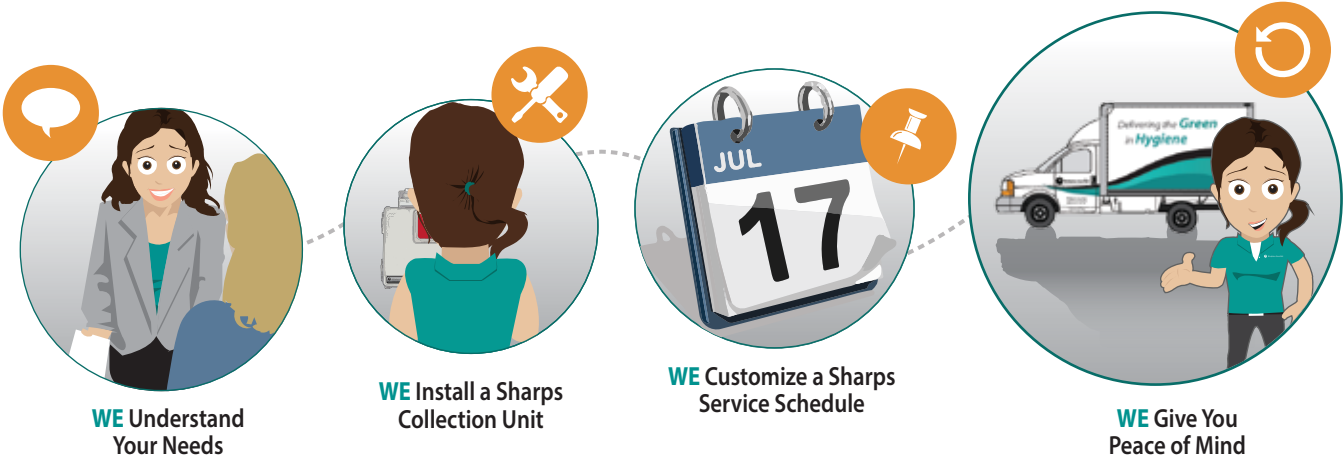 JUL
17
Delivering the Green
in Hygiene
WE Understand
Your Needs
WE Install a Sharps
Collection Unit
WE Customize a Sharps
Service Schedule
WE Give You
Peace of Mind